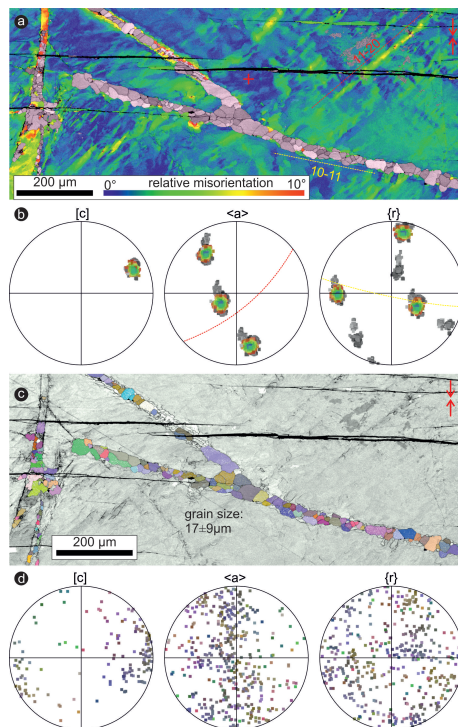 a
10-11
200 µm
0° relative misorientation 10°
b
[c] <a> {r}
c
grain size:
17±9µm
200 µm
d
[c] <a> {r}